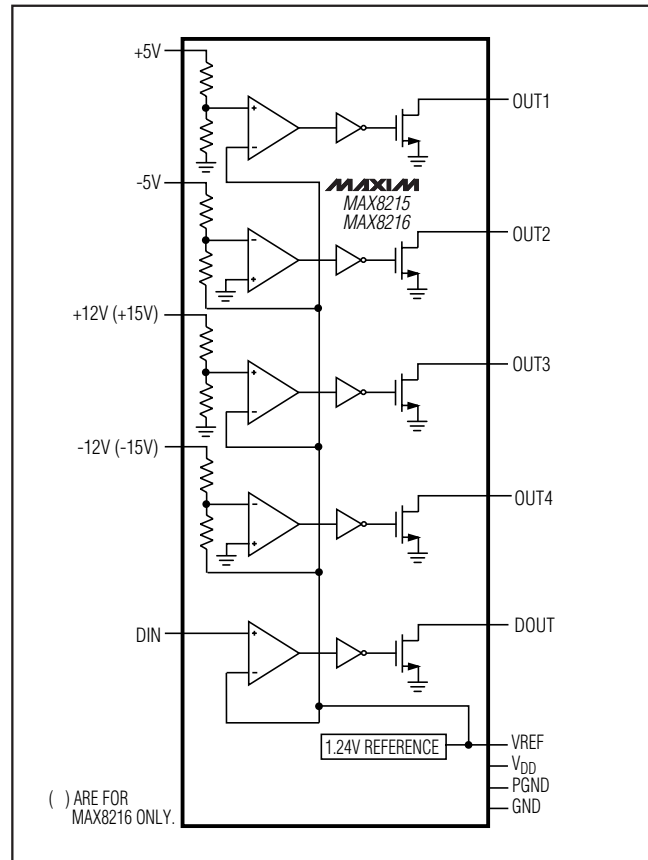 +5V
OUT1
-5V
MAXIM
MAX8215
MAX8216
OUT2
+12V (+15V)
OUT3
-12V (-15V)
OUT4
DIN
DOUT
1.24V REFERENCE
VREF
VDD
PGND
GND
( ) ARE FOR
MAX8216 ONLY.